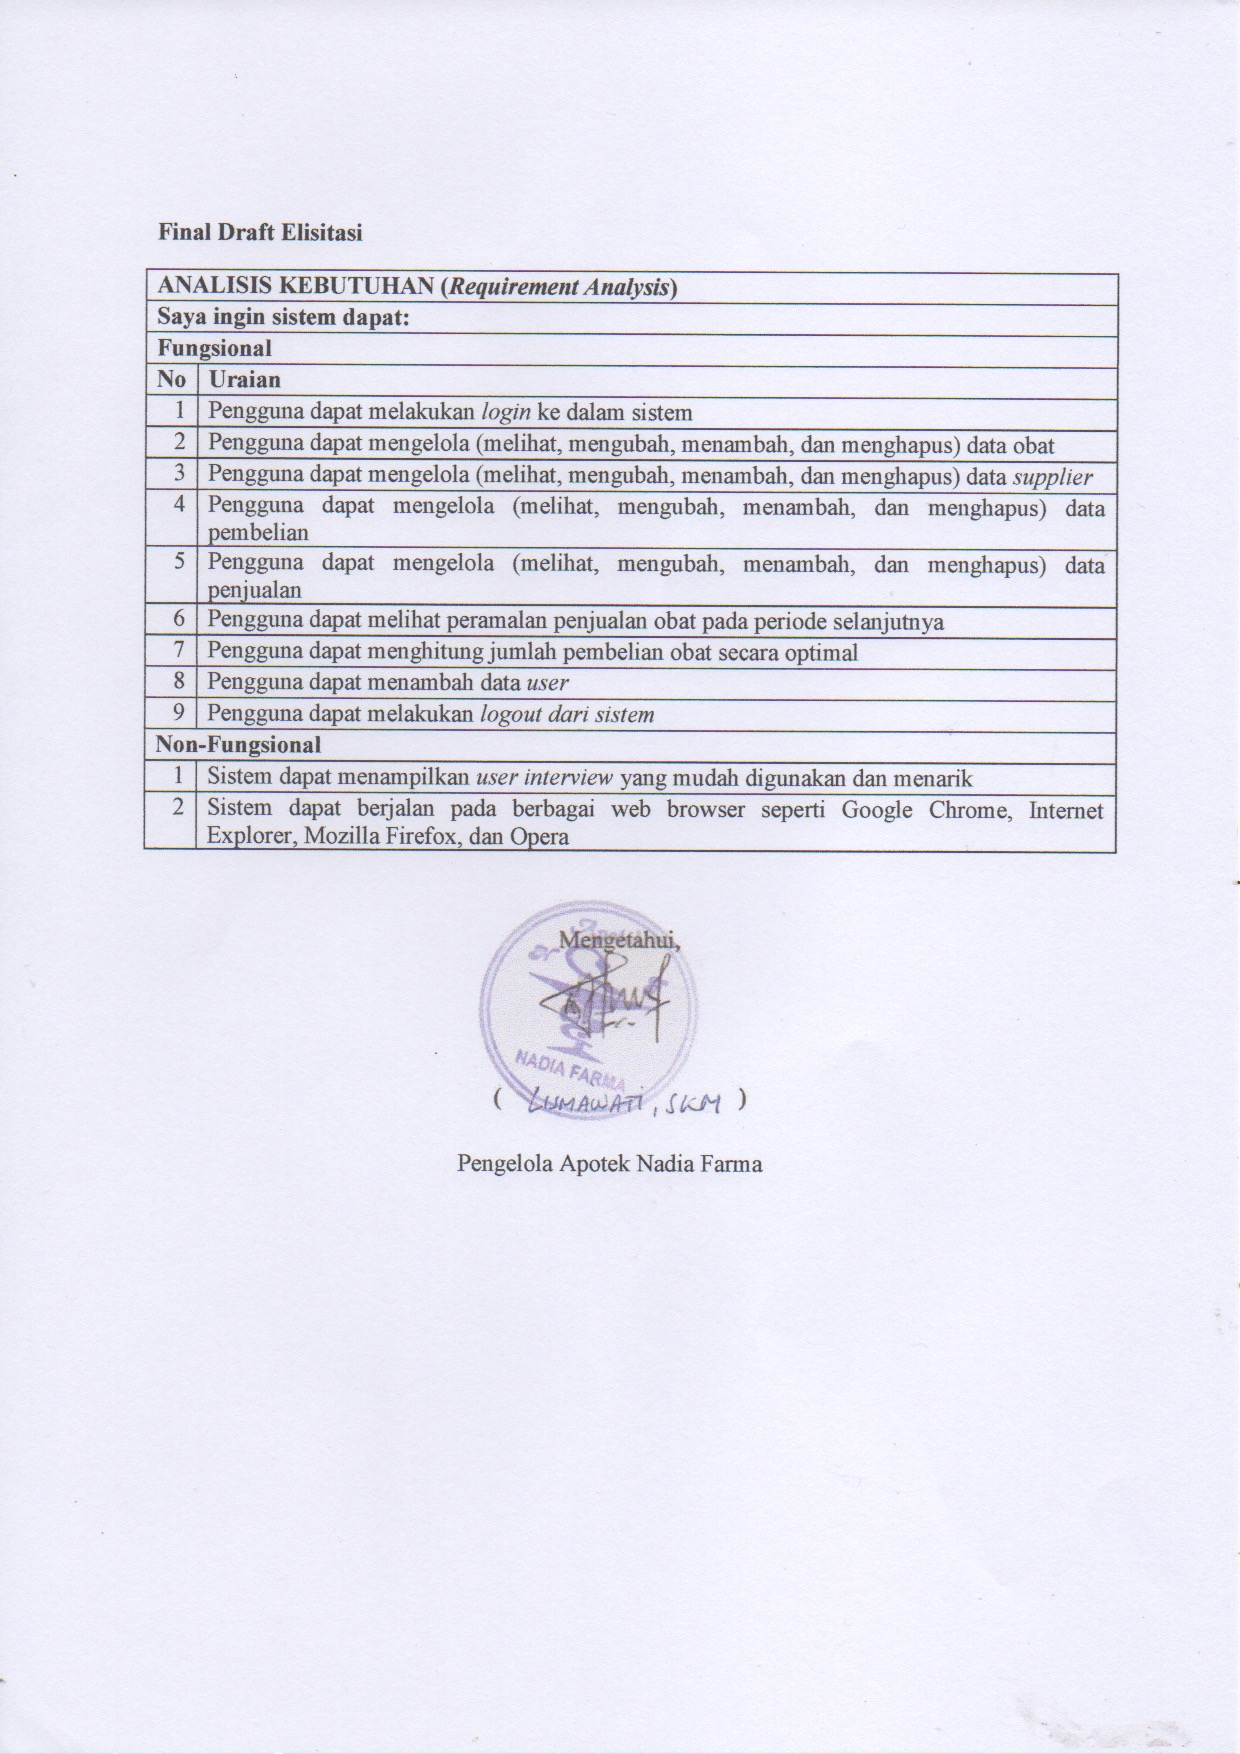 Final Draft Elisitasi
ANALISIS KEBUTUHAN (Requirement Analysis)
Saya ingin sistem dapat:
Fungsional
No Uraian
1 Pengguna dapat melakukan login ke dalam sistem
2 Pengguna dapat mengelola (melihat, mengubah, menambah, dan menghapus) data obat
3 Pengguna dapat mengelola (melihat, mengubah, menambah, dan menghapus) data supplier
4 Pengguna dapat mengelola (melihat, mengubah, menambah, dan menghapus) data
pembelian
5 Pengguna dapat mengelola (melihat, mengubah, menambah, dan menghapus) data
penjualan
6 Pengguna dapat melihat peramalan penjualan obat pada periode selanjutnya
7 Pengguna dapat menghitung jumlah pembelian obat secara optimal
8 Pengguna dapat menambah data user
9 Pengguna dapat melakukan logout dari sistem
Non-Fungsional
1 Sistem dapat menampilkan user interview yang mudah digunakan dan menarik
2 Sistem dapat berjalan pada berbagai web browser seperti Google Chrome, Internet
Explorer, Mozilla Firefox, dan Opera
Mengetahui,
NADIA FARMA
( LISMAWATI, SKM )
Pengelola Apotek Nadia Farma